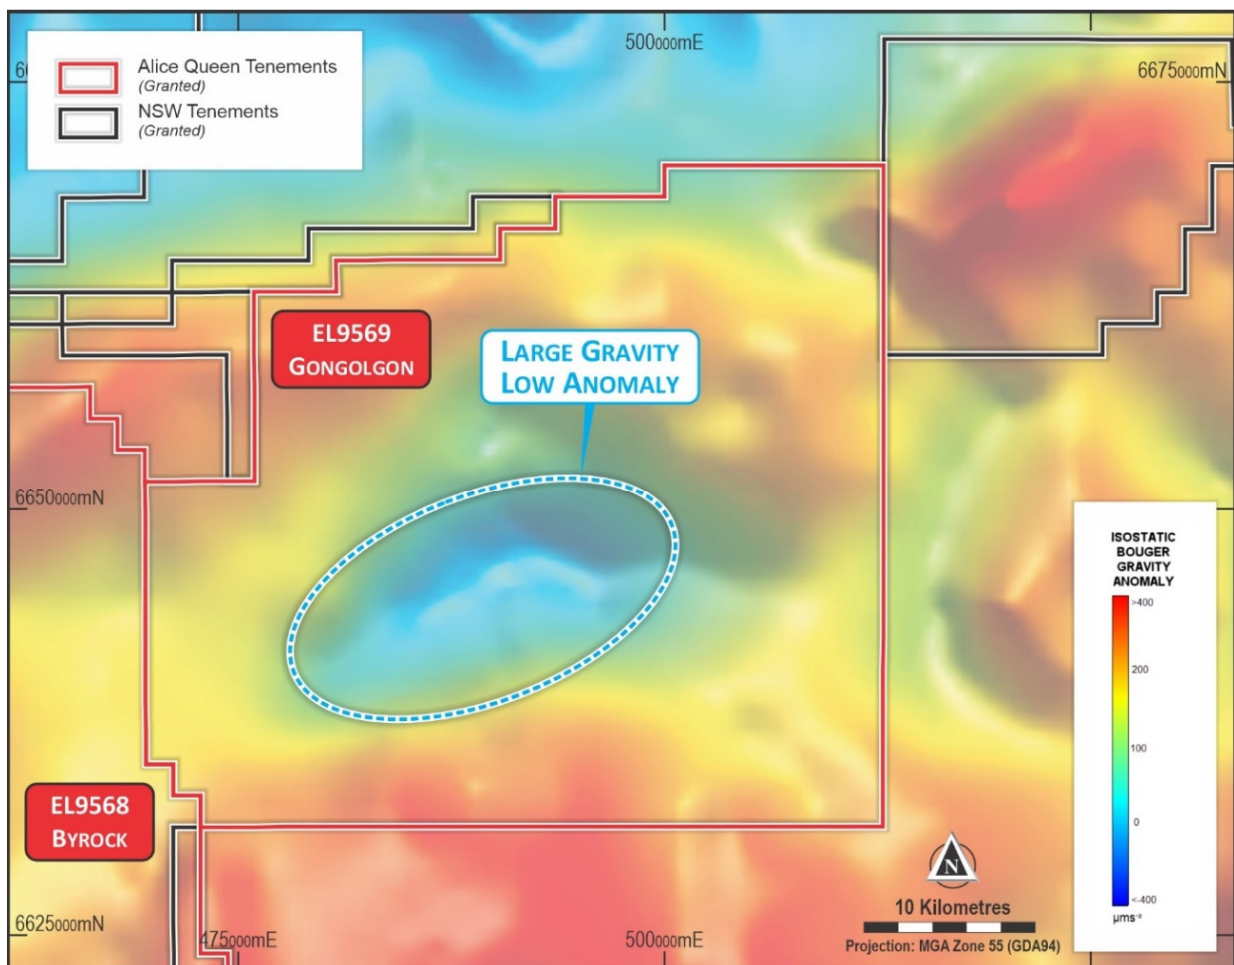 Alice Queen Tenements
(Granted)
NSW Tenements
(Granted)
500000mE
6675000mN
EL9569
GONGOLGON
LARGE GRAVITY
LOW ANOMALY
6650000mN
ISOSTATIC
BOUGER
GRAVITY
ANOMALY
>400
200
100
0
<-400
µms⁻²
EL9568
BYROCK
N
10 Kilometres
Projection: MGA Zone 55 (GDA94)
6625000mN
475000mE
500000mE